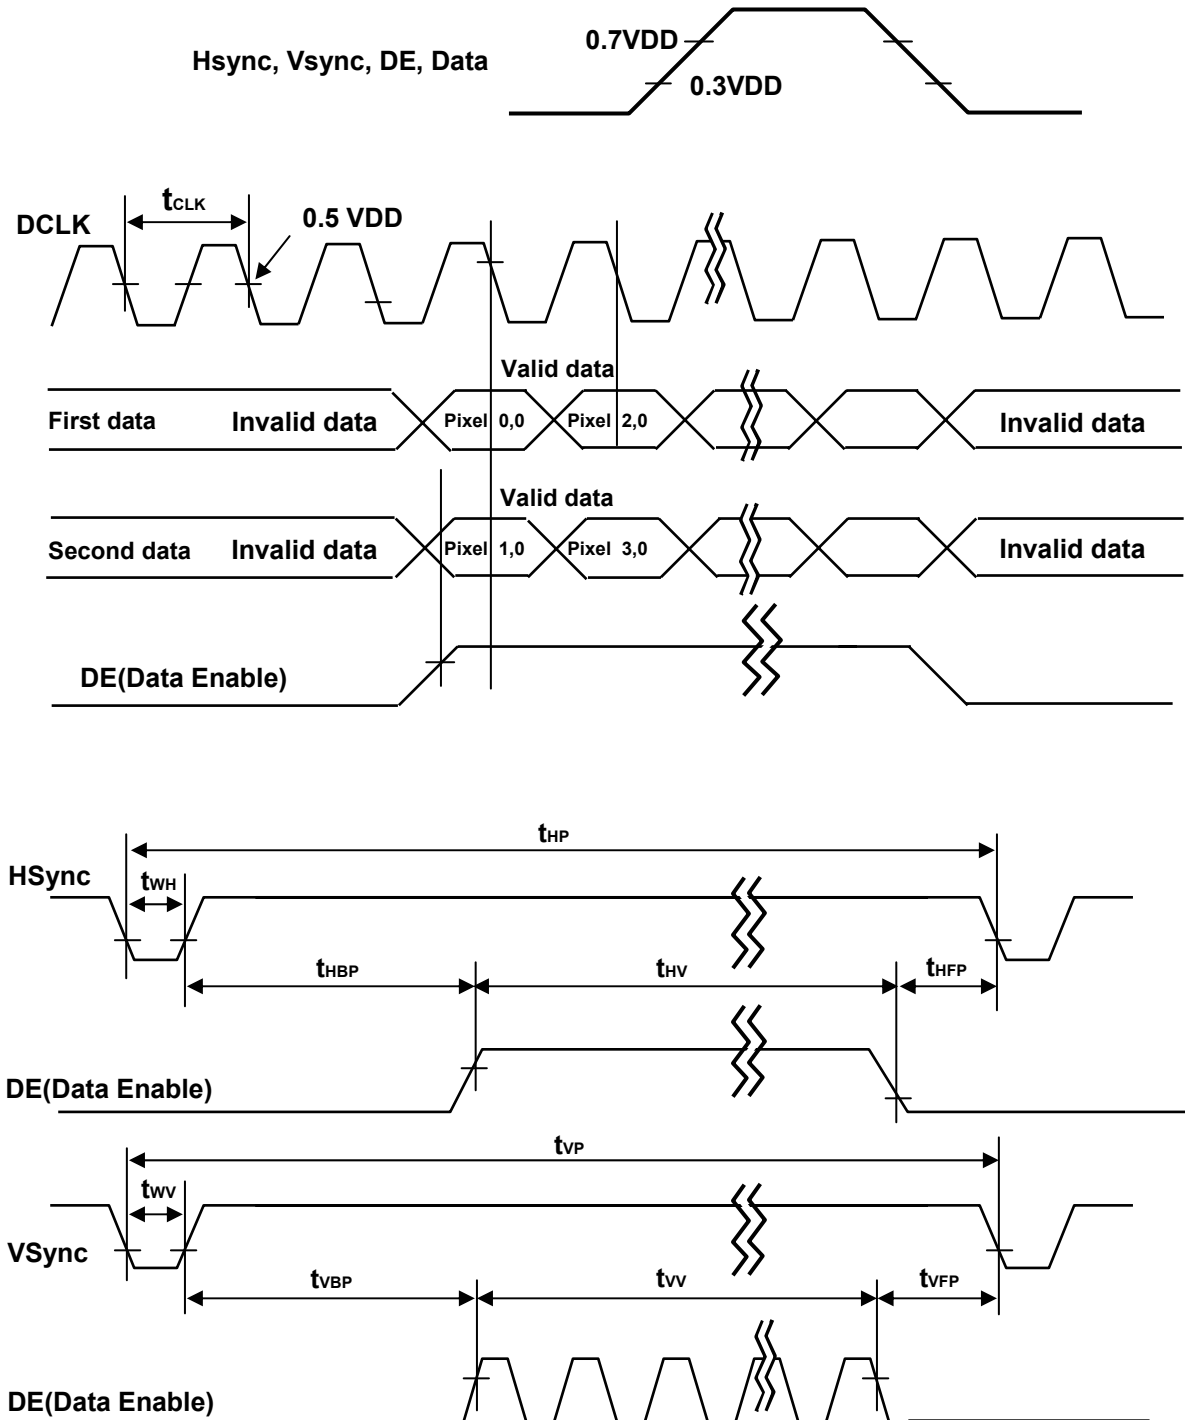 0.7VDD
Hsync, Vsync, DE, Data
0.3VDD
tCLK
DCLK
0.5 VDD
Valid data
First data Invalid data Pixel 0,0 Pixel 2,0 Invalid data
Valid data
Second data Invalid data Pixel 1,0 Pixel 3,0 Invalid data
DE(Data Enable)
tHP
HSync
tWH
tHBP tHV tHFP
DE(Data Enable)
tVP
tWV
VSync
tVBP tVV tVFP
DE(Data Enable)